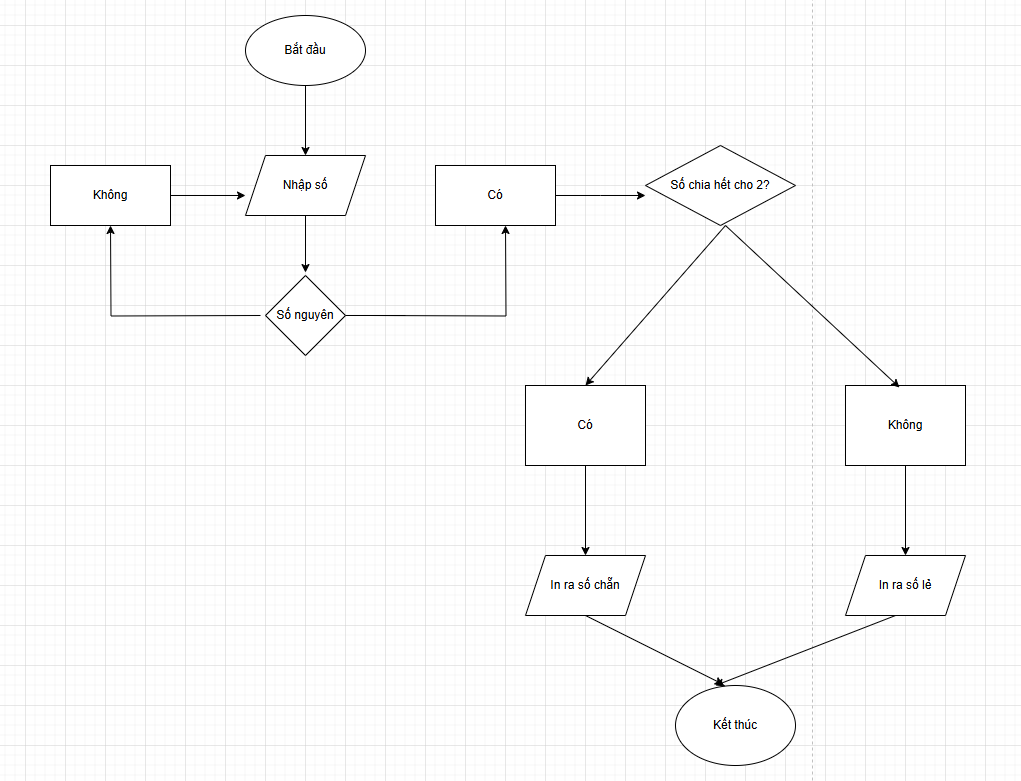 Bắt đầu
Không
Nhập số
Có
Số chia hết cho 2?
Số nguyên
Có
Không
In ra số chẵn
In ra số lẻ
Kết thúc